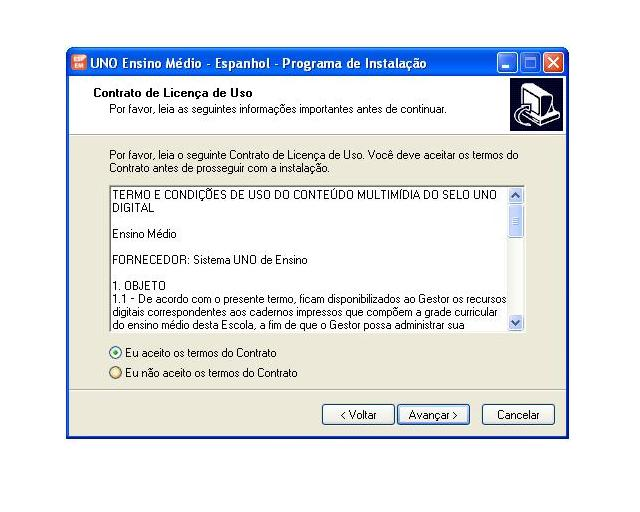 ESP
EM
UNO Ensino Médio - Espanhol - Programa de Instalação
Contrato de Licença de Uso
Por favor, leia as seguintes informações importantes antes de continuar.
Por favor, leia o seguinte Contrato de Licença de Uso. Você deve aceitar os termos do
Contrato antes de prosseguir com a instalação.
TERMO E CONDIÇÕES DE USO DO CONTEÚDO MULTIMÍDIA DO SELO UNO
DIGITAL
Ensino Médio
FORNECEDOR: Sistema UNO de Ensino
1. OBJETO
1.1 - De acordo com o presente termo, ficam disponibilizados ao Gestor os recursos
digitais correspondentes aos cadernos impressos que compõem a grade curricular
do ensino médio desta Escola, a fim de que o Gestor possa administrar sua
Eu aceito os termos do Contrato
Eu não aceito os termos do Contrato
< Voltar
Avançar >
Cancelar